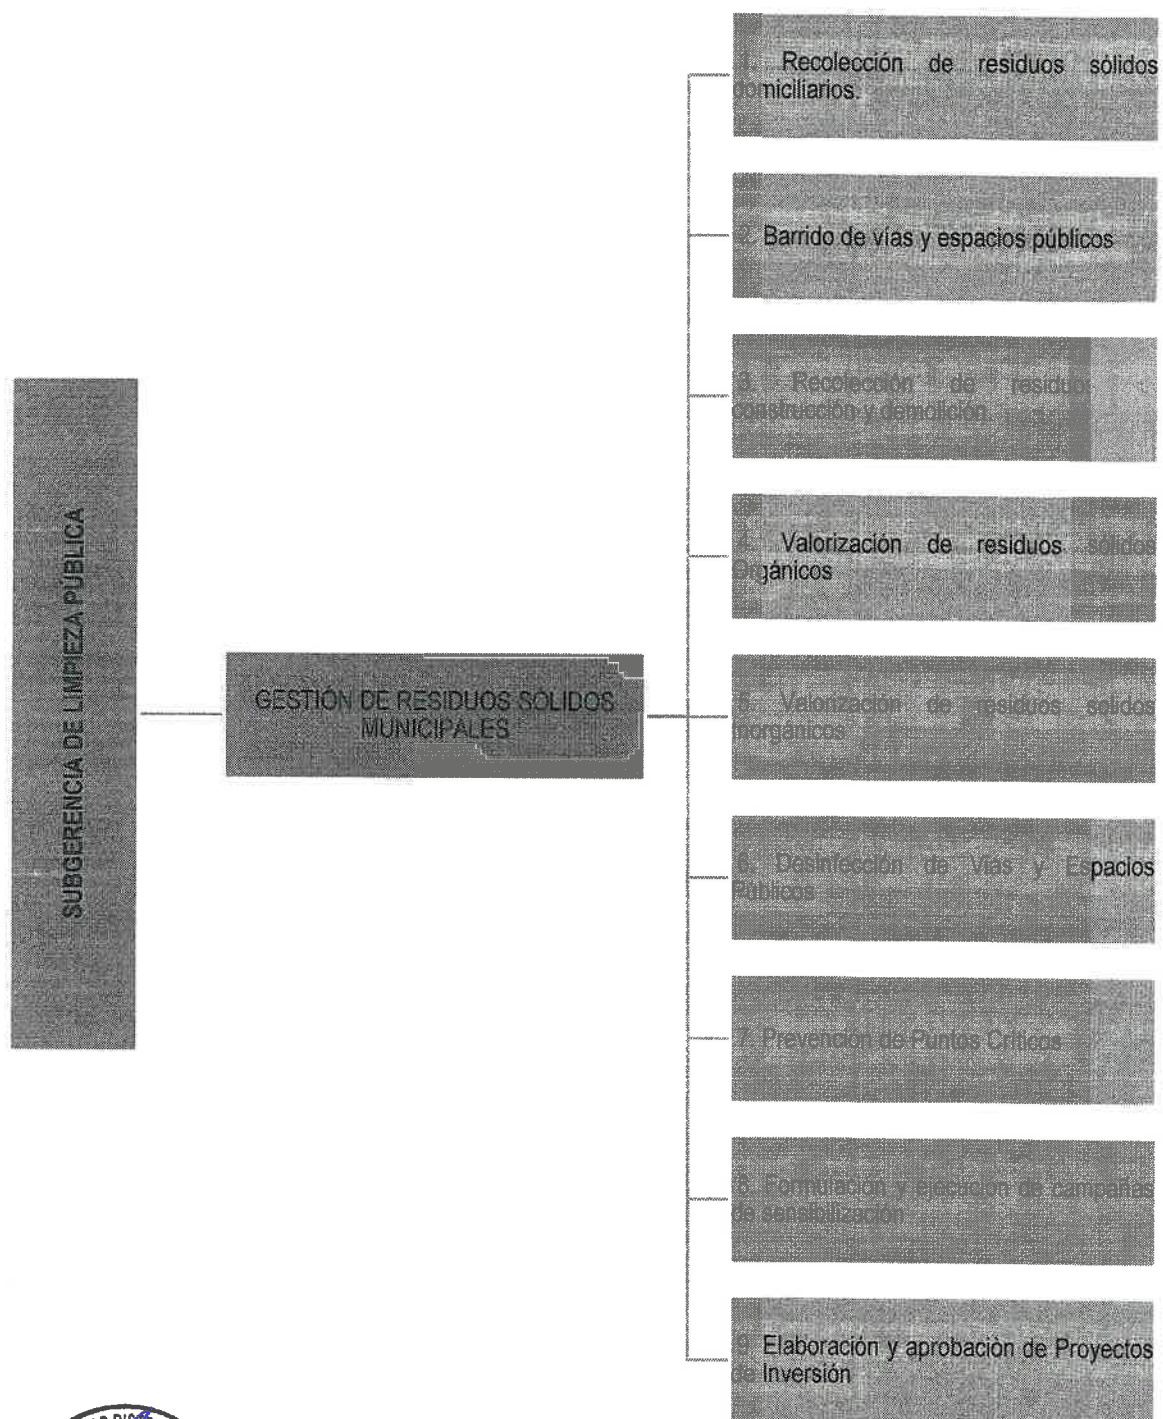 SUBGERENCIA DE LIMPIEZA PÚBLICA
GESTIÓN DE RESIDUOS SÓLIDOS
MUNICIPALES
1. Recolección de residuos sólidos
domiciliarios.
2. Barrido de vías y espacios públicos
3. Recolección de residuos
construcción y demolición.
4. Valorización de residuos sólidos
Orgánicos
5. Valorización de residuos solidos
Inorgánicos
6. Desinfección de Vías y Espacios
Públicos
7. Prevención de Puntos Críticos
8. Formulación y ejecución de campañas
de sensibilización
9. Elaboración y aprobación de Proyectos
de Inversión